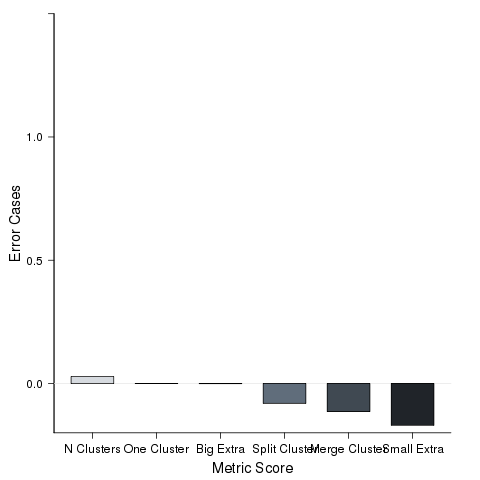 1.0
0.5
0.0
Error Cases
N Clusters One Cluster Big Extra Split Cluster Merge Cluster Small Extra
Metric Score